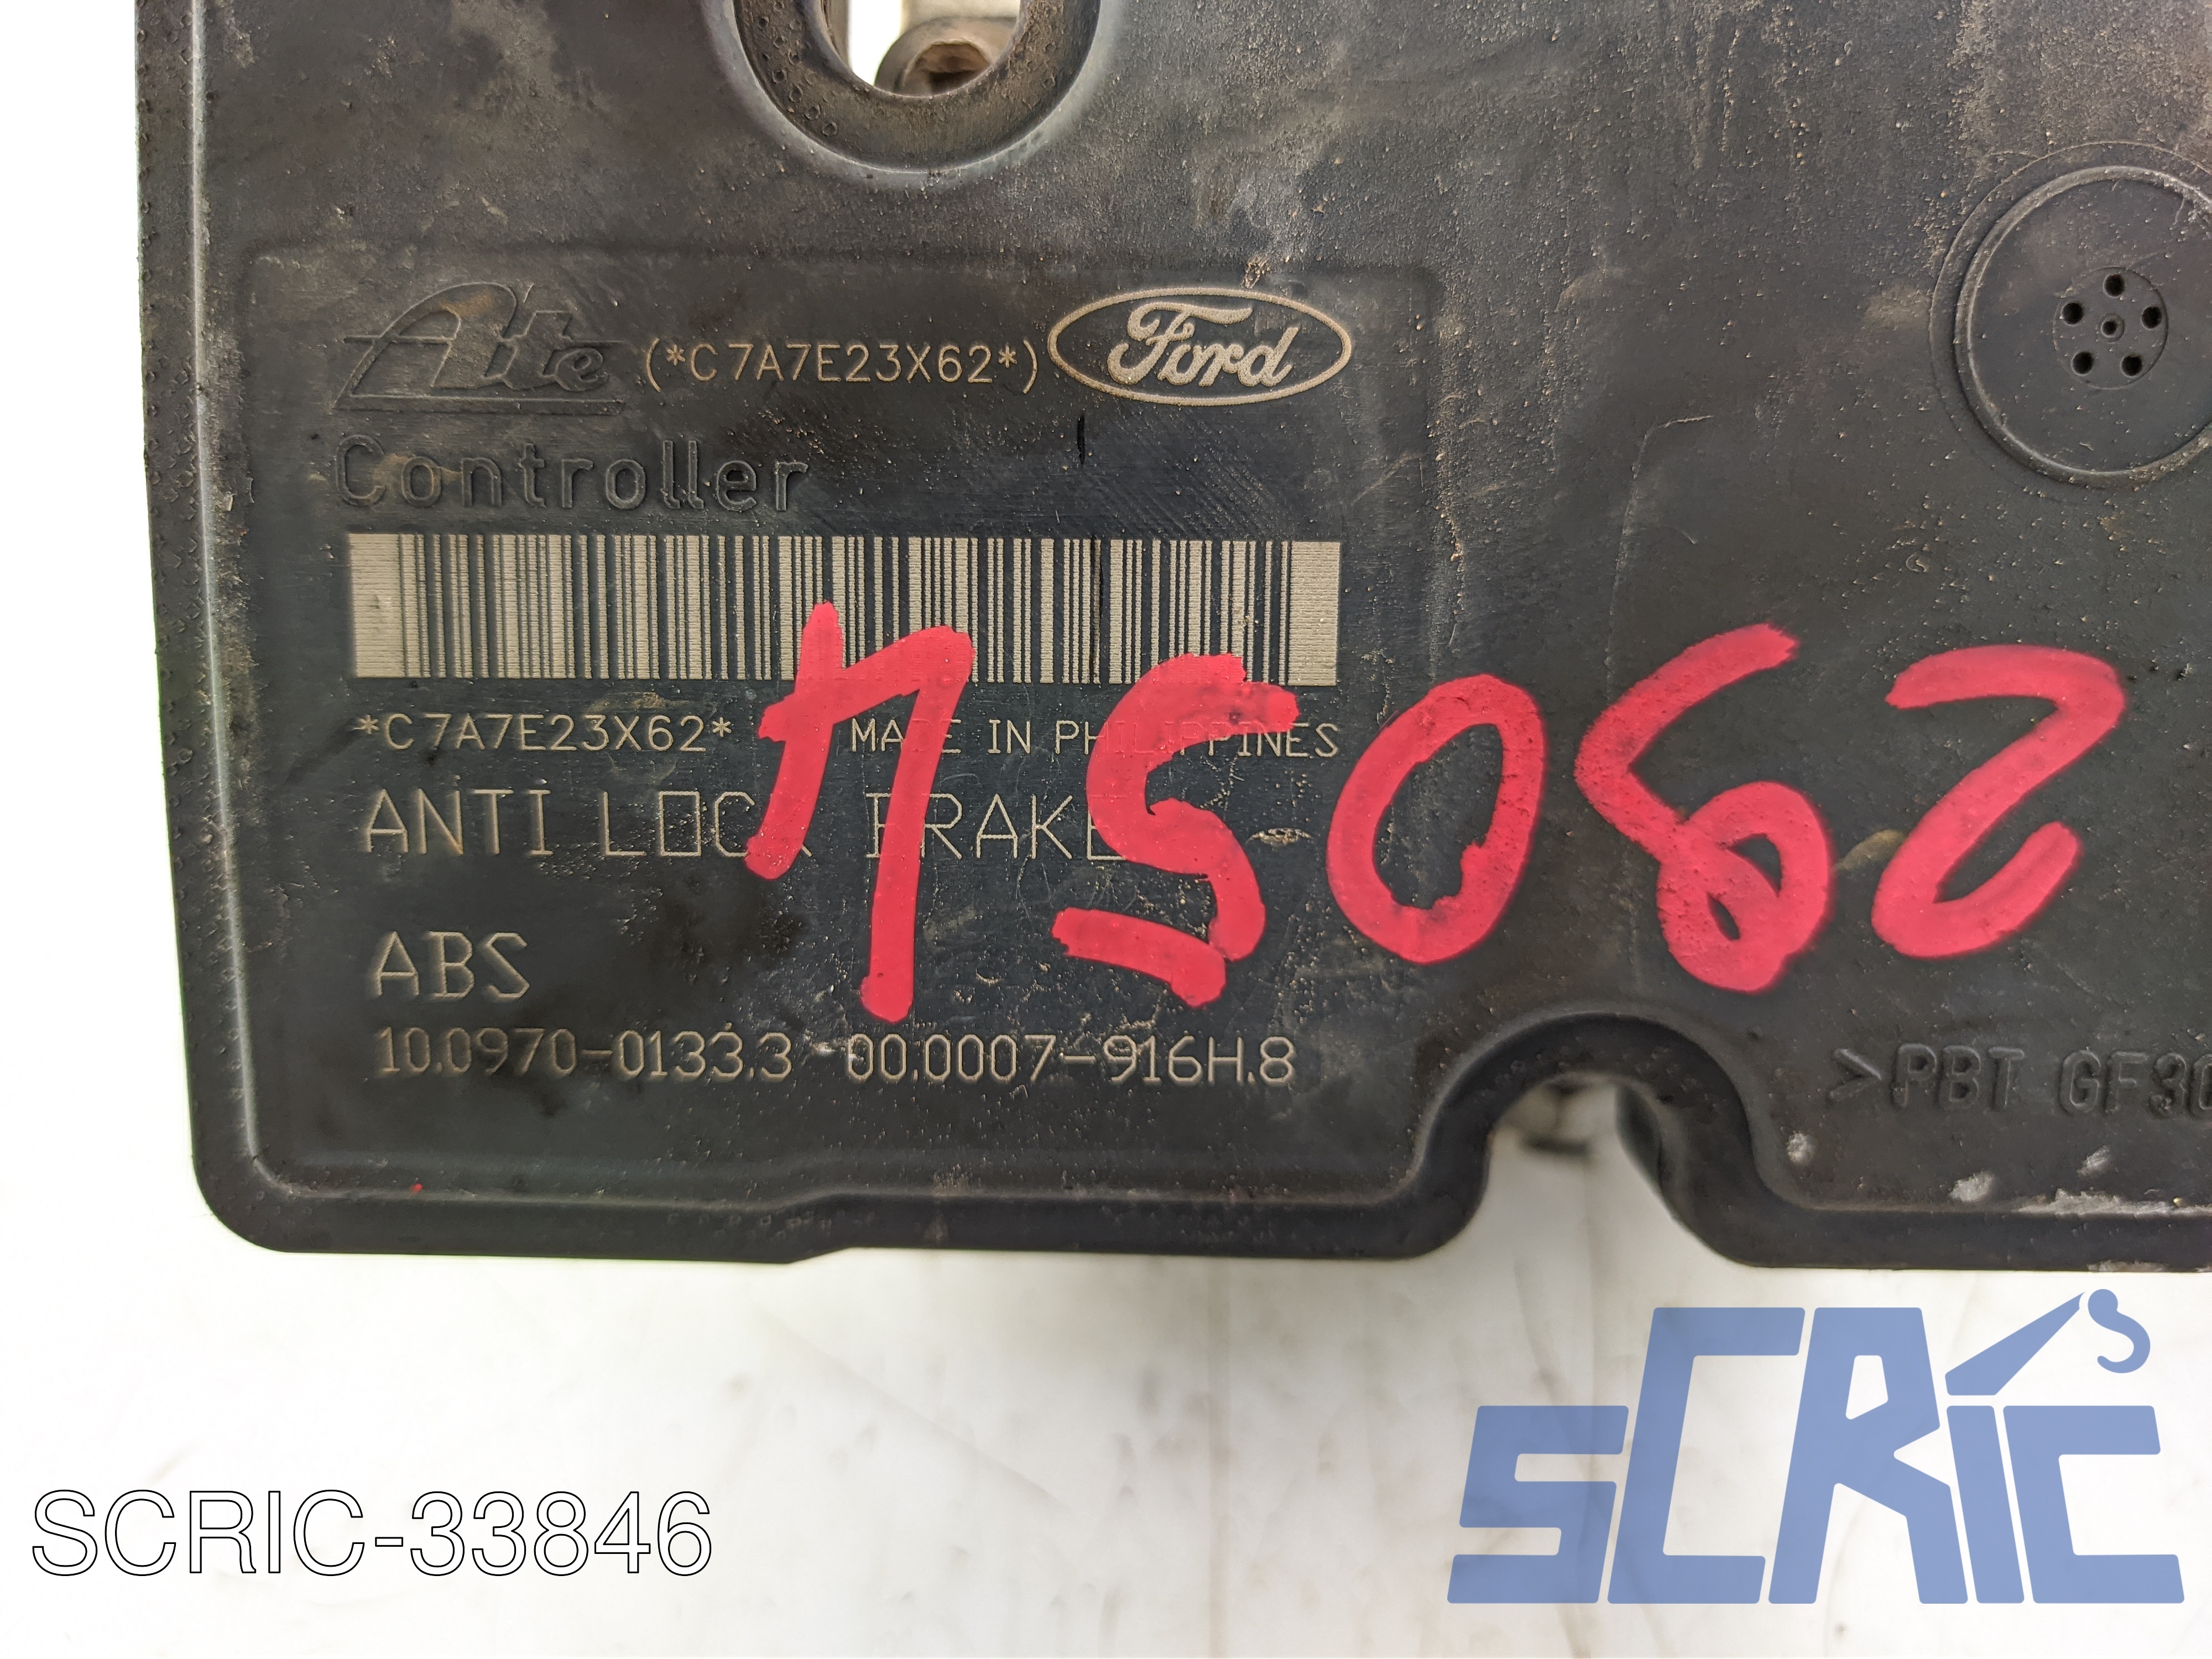 Ate (*C7A7E23X62*) Ford
Controller
*C7A7E23X62* MADE IN PHILIPPINES
ANTI LOCK BRAKE
29054
ABS
10.0970-0133.3 00.0007-916H.8
>PBT GF30
SCRIC
SCRIC-33846